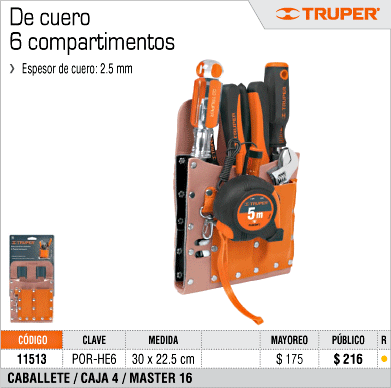 De cuero
6 compartimentos
TRUPER®
› Espesor de cuero: 2.5 mm
TRUPER
5m
TRUPER
CÓDIGO CLAVE MEDIDA MAYOREO PÚBLICO R
11513 POR-HE6 30 x 22.5 cm $ 175 $ 216
CABALLETE / CAJA 4 / MASTER 16